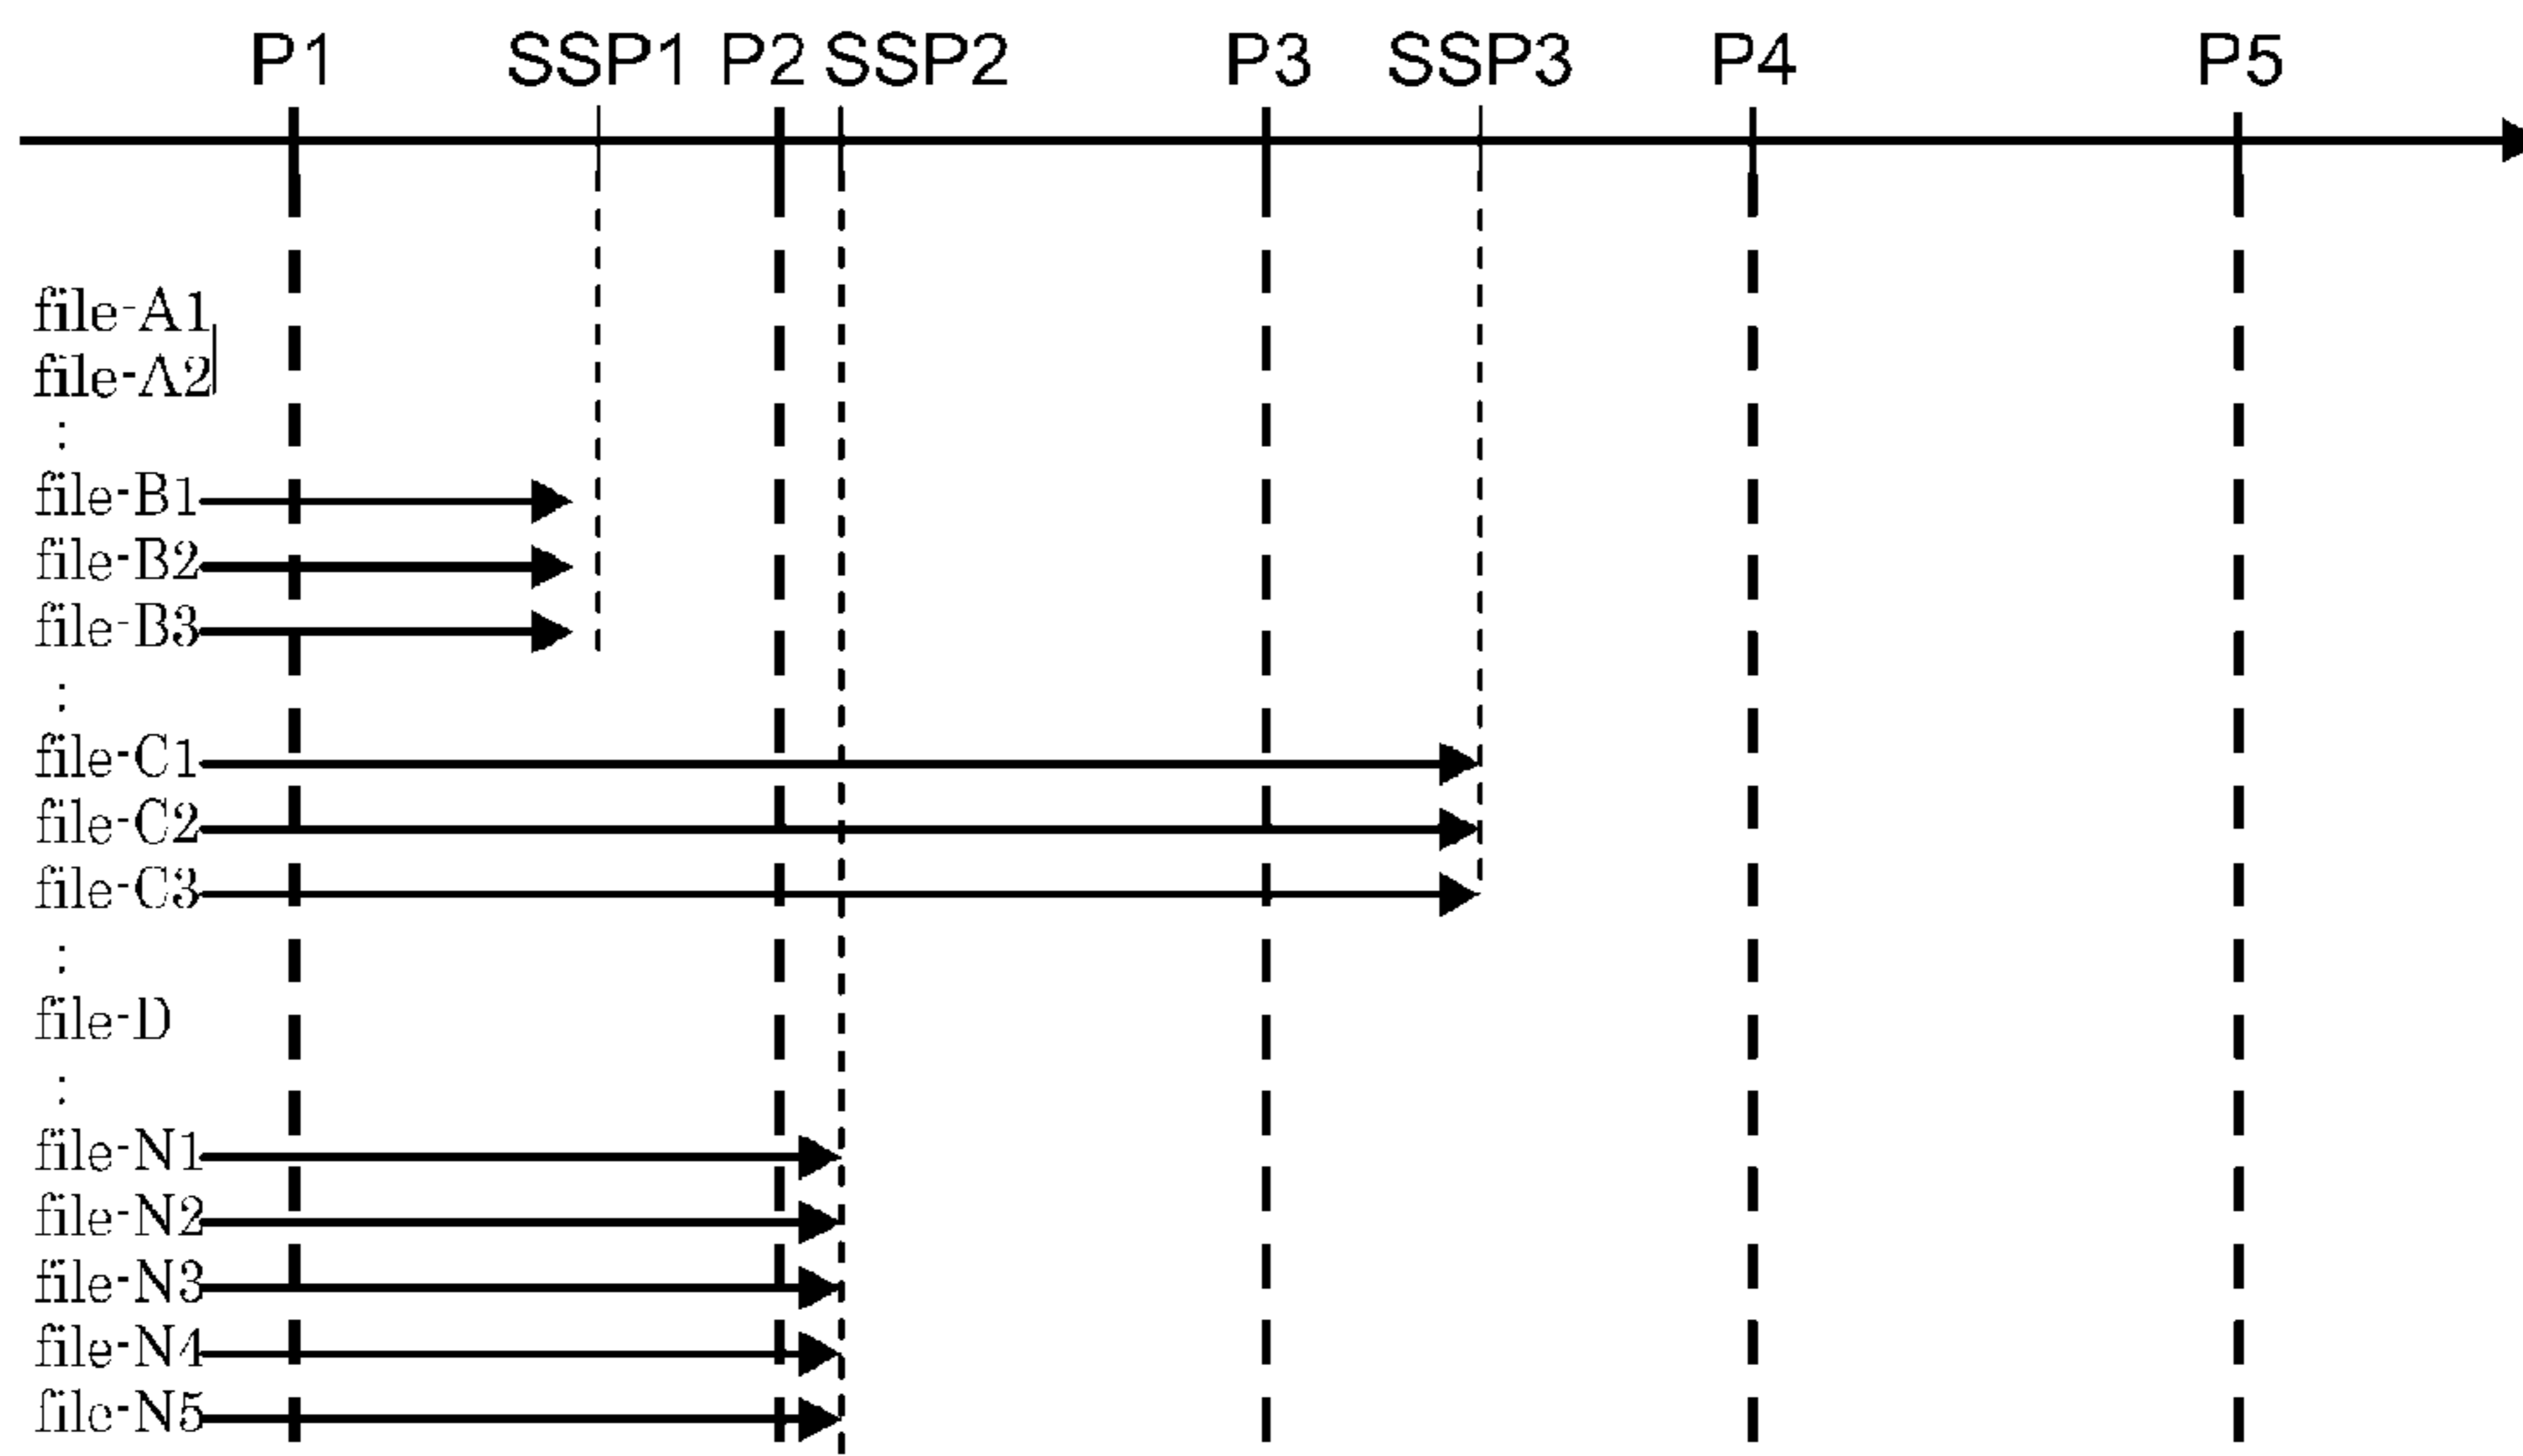 P1 SSP1 P2 SSP2 P3 SSP3 P4 P5
file-A1
file-A2
:
file-B1
file-B2
file-B3
:
file-C1
file-C2
file-C3
:
file-D
:
file-N1
file-N2
file-N3
file-N4
file-N5